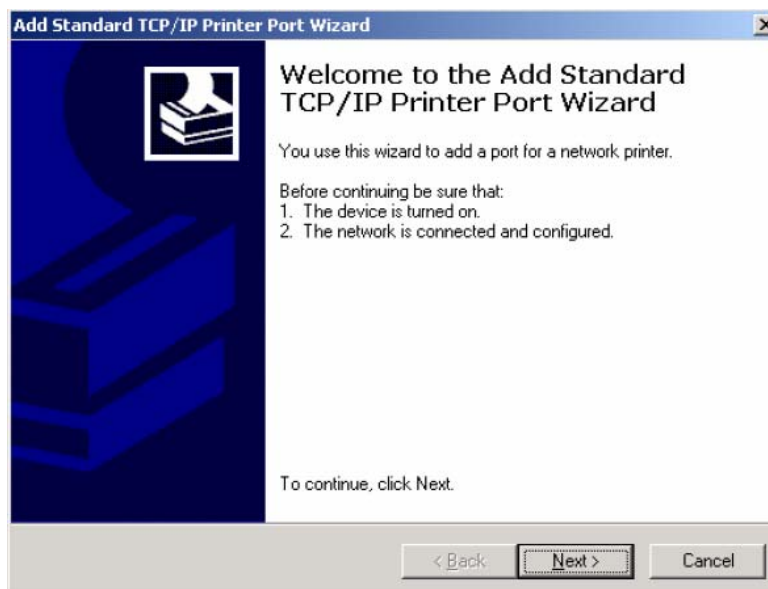 Add Standard TCP/IP Printer Port Wizard
Welcome to the Add Standard
TCP/IP Printer Port Wizard
You use this wizard to add a port for a network printer.
Before continuing be sure that:
1. The device is turned on.
2. The network is connected and configured.
To continue, click Next.
< Back Next > Cancel